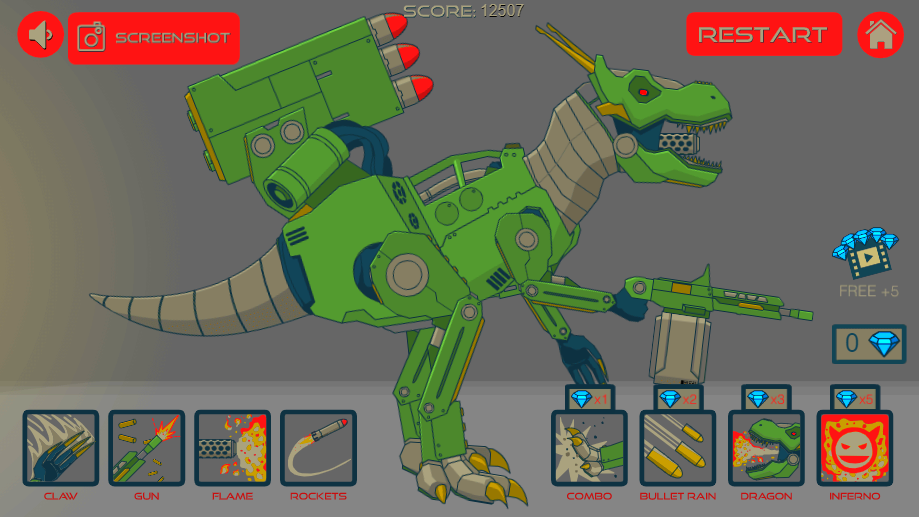 SCORE: 12507
SCREENSHOT
RESTART
FREE +5
0
x1
x2
x3
x5
CLAW
GUN
FLAME
ROCKETS
COMBO
BULLET RAIN
DRAGON
INFERNO